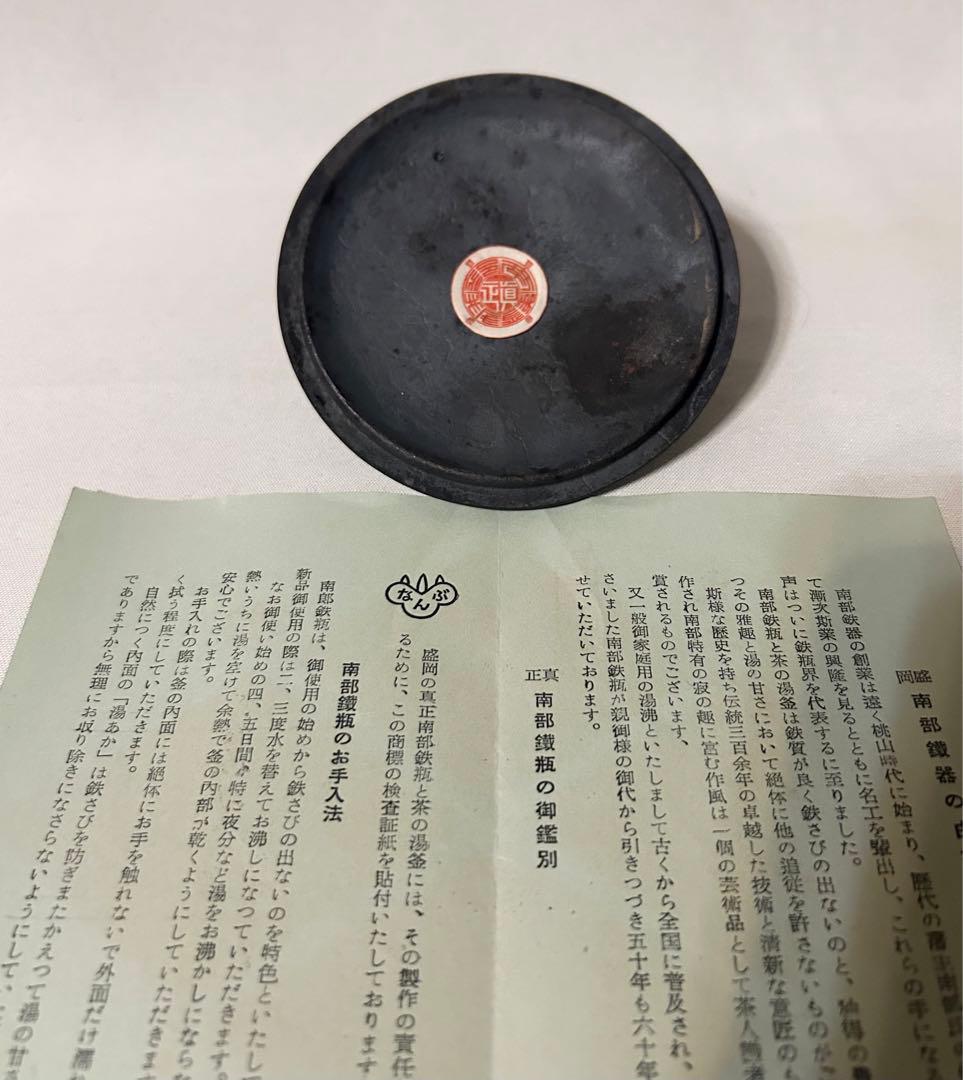 真正
盛岡 南部鐵器の
南部鉄器の創業は遠く桃山時代に始まり、歴代の藩主南部
て漸次斯業の興隆を見るとともに名工を輩出し、これらの手になる
声はついに鉄瓶界を代表するに至りました。
南部鉄瓶と茶の湯釜は鉄質が良く鉄さびの出ないのと、独得の
つその雅趣と湯の甘さにおいて絶体に他の追従を許さないものが
斯様な歴史を持ち伝統三百余年の卓越した技術と清新な意匠のも
作され南部特有の寂の趣に富む作風は一個の芸術品として茶人
賞されるものでございます、
又一般御家庭用の湯沸といたしまして古くから全国に普及され、
さいました南部鉄瓶が親御様の御代から引きつづき五十年も六十年
せていただいております。
真正 南部鐵瓶の御鑑別
なんぶ
盛岡の真正南部鉄瓶と茶の湯釜には、その製作の責任
るために、この商標の検査証紙を貼付いたしております
南部鐵瓶のお手入法
南部鉄瓶は、御使用の始めから鉄さびの出ないのを特色といたして
新品御使用の際は二、三度水を替えてお沸しになつていただきます。
なお御使い始めの四、五日間は特に夜分など湯をお沸かしにならな
熱いうちに湯を空けて余熱で釜の内部が乾くようにしていただきま
安心でございます。
お手入れの際は釜の内面には絶体にお手を触れないで外面だけ濡
く拭う程度にしていただきます。
自然につく内面の「湯あか」は鉄さびを防ぎまたかえつて湯の甘
でありますから無理にお取り除きになさらないようにして